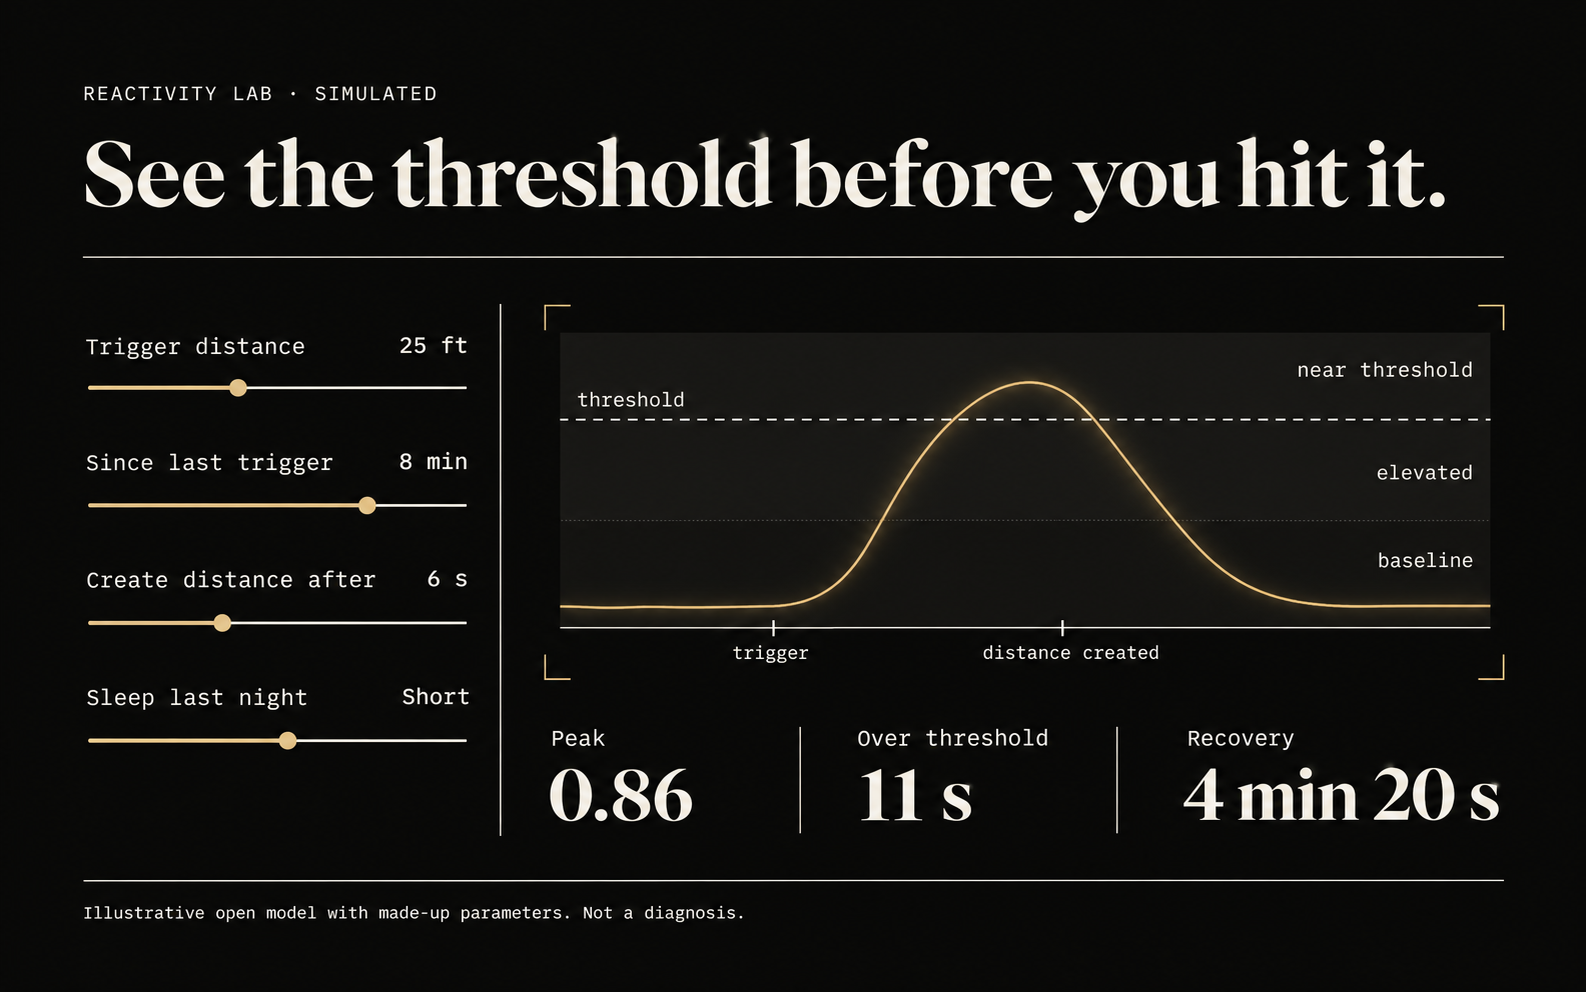 REACTIVITY LAB · SIMULATED
See the threshold before you hit it.
Trigger distance 25 ft
Since last trigger 8 min
Create distance after 6 s
Sleep last night Short
near threshold
threshold
elevated
baseline
trigger
distance created
Peak
0.86
Over threshold
11 s
Recovery
4 min 20 s
Illustrative open model with made-up parameters. Not a diagnosis.